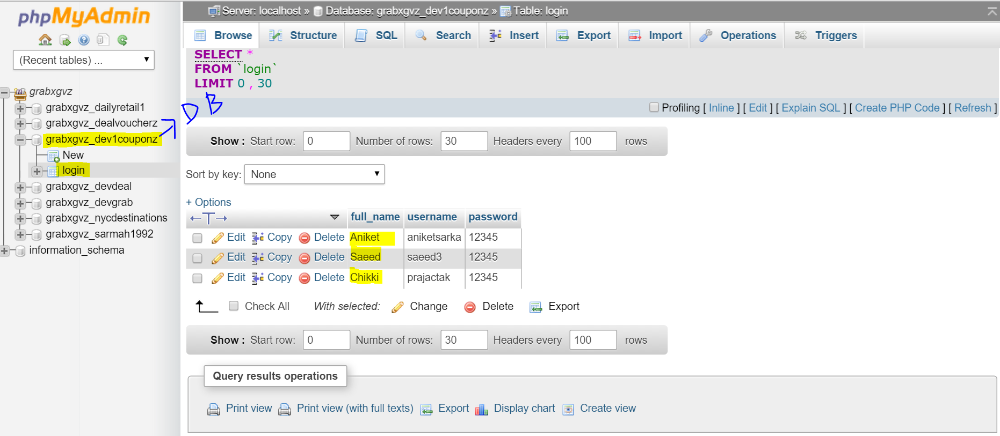 phpMyAdmin
(Recent tables) ...
grabxgvz
grabxgvz_dailyretail1
grabxgvz_dealvoucherz
grabxgvz_dev1couponz
New
login
grabxgvz_devdeal
grabxgvz_devgrab
grabxgvz_nycdestinations
grabxgvz_sarmah1992
information_schema
Server: localhost » Database: grabxgvz_dev1couponz » Table: login
Browse Structure SQL Search Insert Export Import Operations Triggers
SELECT *
FROM `login`
LIMIT 0 , 30
DB
Profiling [ Inline ] [ Edit ] [ Explain SQL ] [ Create PHP Code ] [ Refresh ]
Show : Start row: 0 Number of rows: 30 Headers every 100 rows
Sort by key: None
+ Options
←T→ full_name username password
Edit Copy Delete Aniket aniketsarka 12345
Edit Copy Delete Saeed saeed3 12345
Edit Copy Delete Chikki prajactak 12345
Check All With selected: Change Delete Export
Show : Start row: 0 Number of rows: 30 Headers every 100 rows
Query results operations
Print view Print view (with full texts) Export Display chart Create view